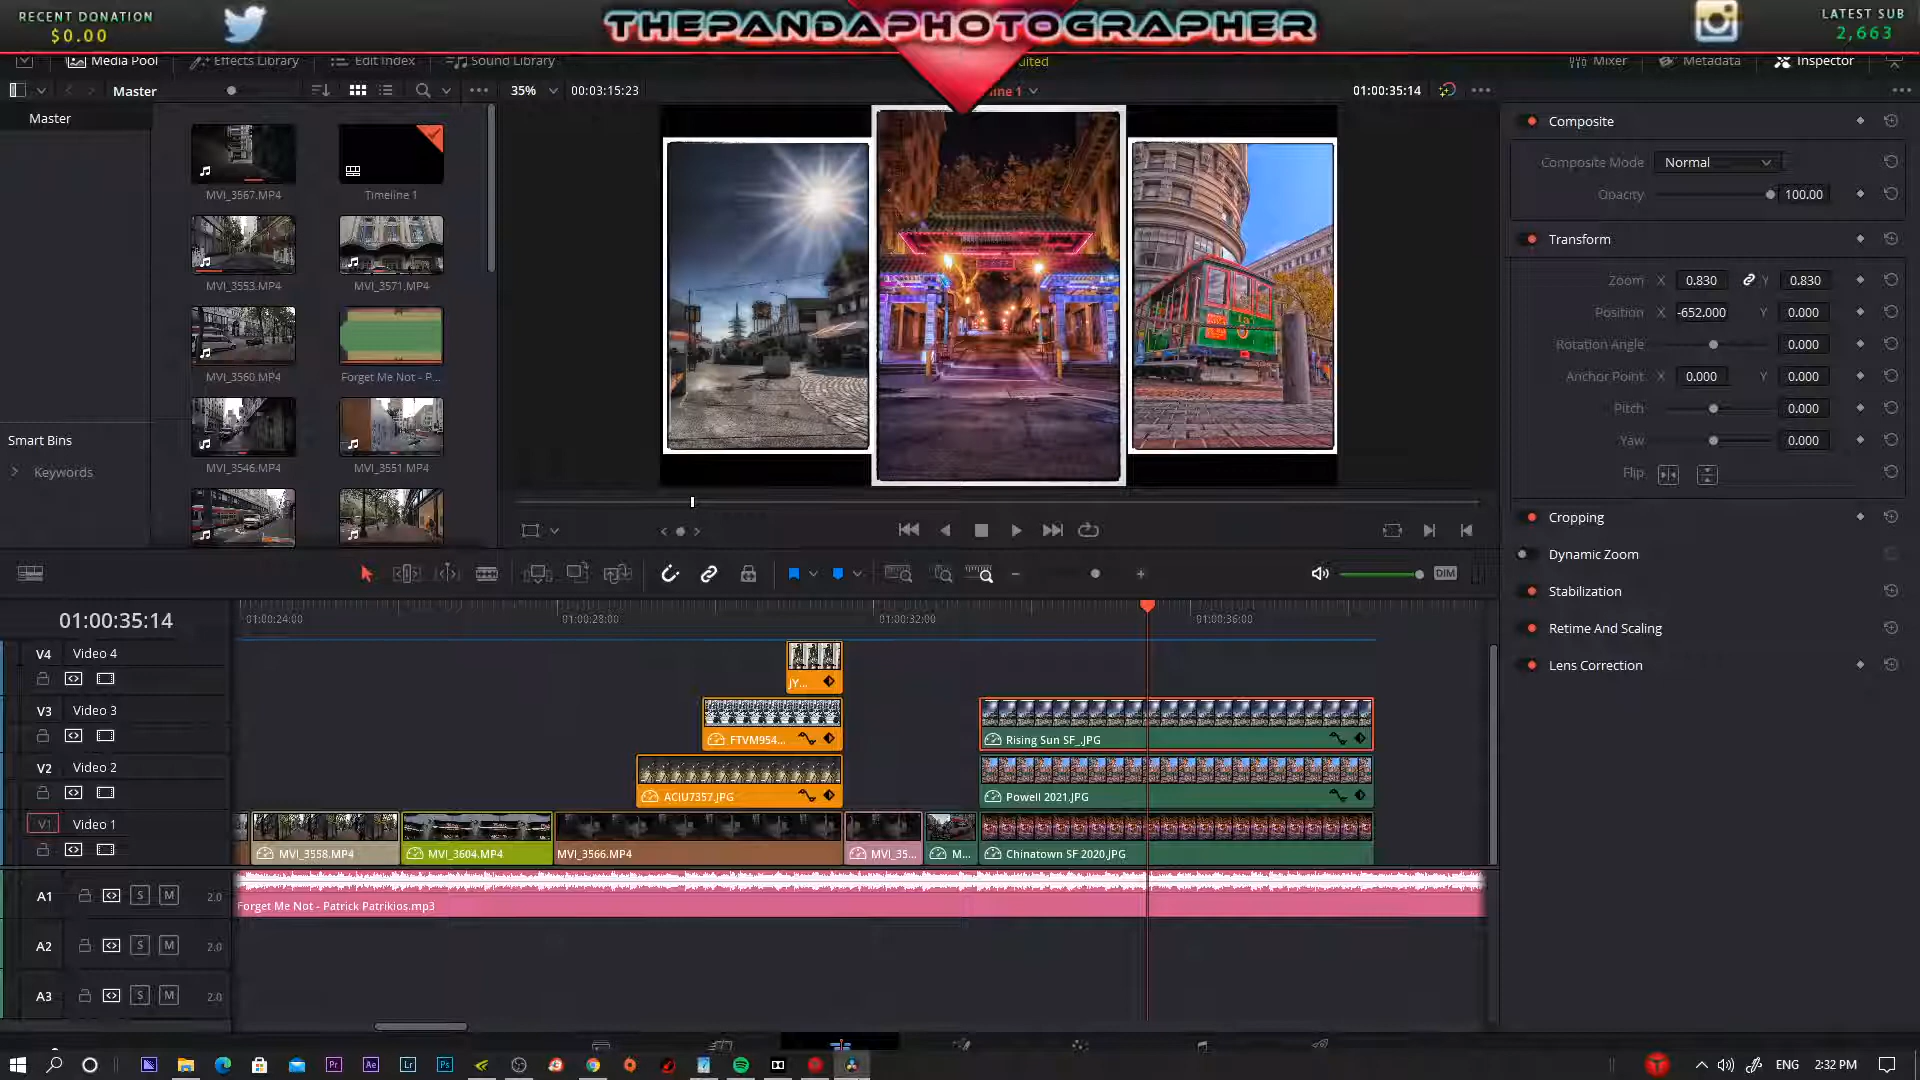 RECENT DONATION
$0.00
THEPANDAPHOTOGRAPHER
LATEST SUB
2,663
Media Pool
Effects Library
Edit Index
Sound Library
Mixer
Metadata
Inspector
Master
35%
00:03:15:23
01:00:35:14
Master
MVI_3567.MP4
Timeline 1
MVI_3553.MP4
MVI_3571.MP4
MVI_3560.MP4
Forget Me Not - P...
MVI_3546.MP4
MVI_3551.MP4
Smart Bins
Keywords
Composite
Composite Mode
Normal
Opacity
100.00
Transform
Zoom X 0.830 Y 0.830
Position X -652.000 Y 0.000
Rotation Angle 0.000
Anchor Point X 0.000 Y 0.000
Pitch 0.000
Yaw 0.000
Flip
Cropping
Dynamic Zoom
Stabilization
Retime And Scaling
Lens Correction
DIM
01:00:35:14
01:00:24:00
01:00:28:00
01:00:32:00
01:00:36:00
V4 Video 4
jY...
V3 Video 3
FTVM954...
Rising Sun SF_.JPG
V2 Video 2
ACIU7357.JPG
Powell 2021.JPG
V1 Video 1
MVI_3558.MP4
MVI_3604.MP4
MVI_3566.MP4
MVI_35...
M...
Chinatown SF 2020.JPG
A1 S M 2.0
Forget Me Not - Patrick Patrikios.mp3
A2 S M 2.0
A3 S M 2.0
Pr
Ae
Lr
Ps
ENG
2:32 PM